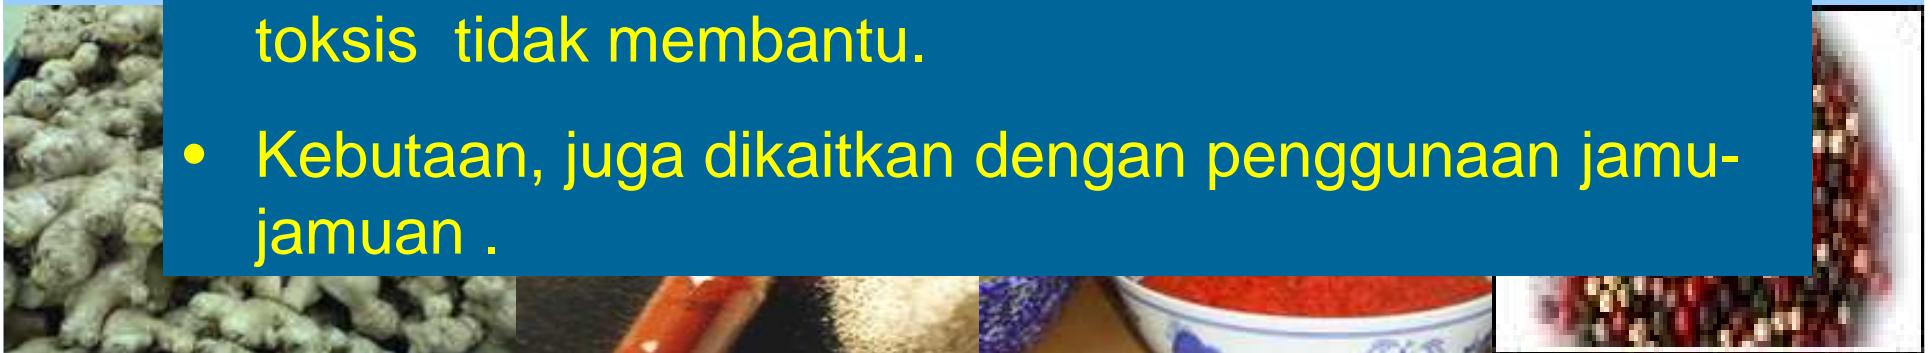 toksis tidak membantu.
• Kebutaan, juga dikaitkan dengan penggunaan jamu-
jamuan .